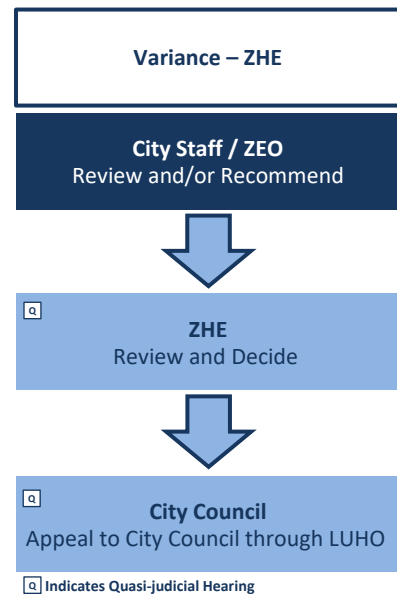 Variance – ZHE
City Staff / ZEO
Review and/or Recommend
Q
ZHE
Review and Decide
Q
City Council
Appeal to City Council through LUHO
Q Indicates Quasi-judicial Hearing